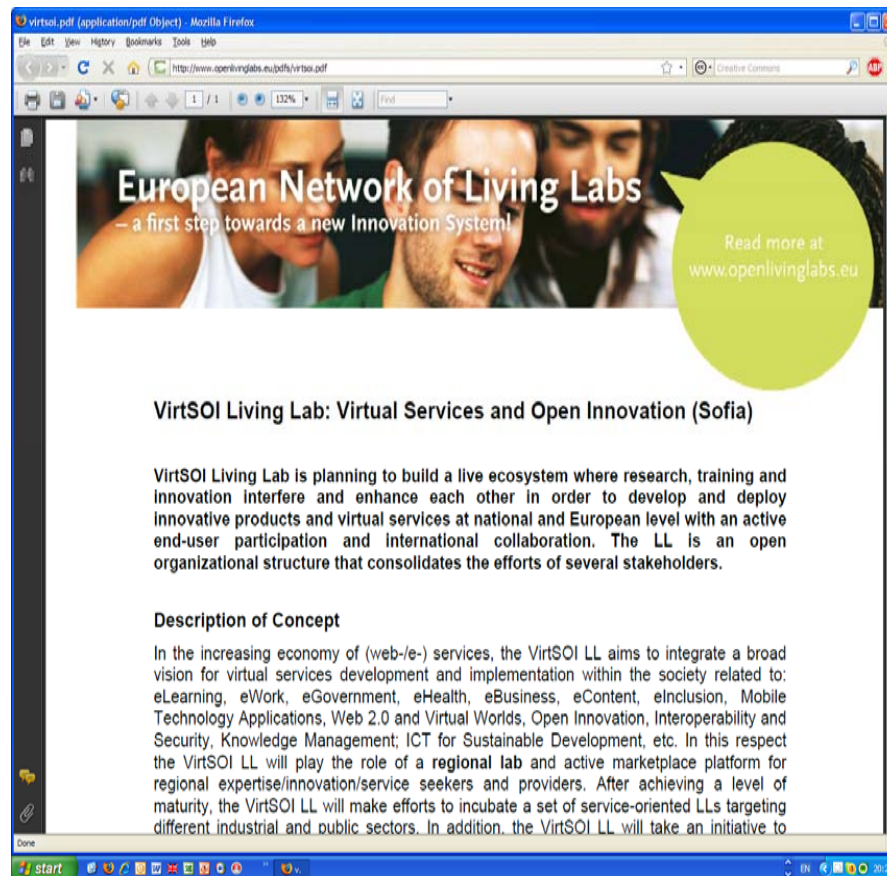 virtsoi.pdf (application/pdf Object) - Mozilla Firefox
File Edit View History Bookmarks Tools Help
http://www.openlivinglabs.eu/pdfs/virtsoi.pdf
Creative Commons
ABP
1 / 1 132% Find
European Network of Living Labs
– a first step towards a new Innovation System!
Read more at
www.openlivinglabs.eu
VirtSOI Living Lab: Virtual Services and Open Innovation (Sofia)
VirtSOI Living Lab is planning to build a live ecosystem where research, training and
innovation interfere and enhance each other in order to develop and deploy
innovative products and virtual services at national and European level with an active
end-user participation and international collaboration. The LL is an open
organizational structure that consolidates the efforts of several stakeholders.
Description of Concept
In the increasing economy of (web-/e-) services, the VirtSOI LL aims to integrate a broad
vision for virtual services development and implementation within the society related to:
eLearning, eWork, eGovernment, eHealth, eBusiness, eContent, eInclusion, Mobile
Technology Applications, Web 2.0 and Virtual Worlds, Open Innovation, Interoperability and
Security, Knowledge Management; ICT for Sustainable Development, etc. In this respect
the VirtSOI LL will play the role of a regional lab and active marketplace platform for
regional expertise/innovation/service seekers and providers. After achieving a level of
maturity, the VirtSOI LL will make efforts to incubate a set of service-oriented LLs targeting
different industrial and public sectors. In addition, the VirtSOI LL will take an initiative to
Done
start v. EN